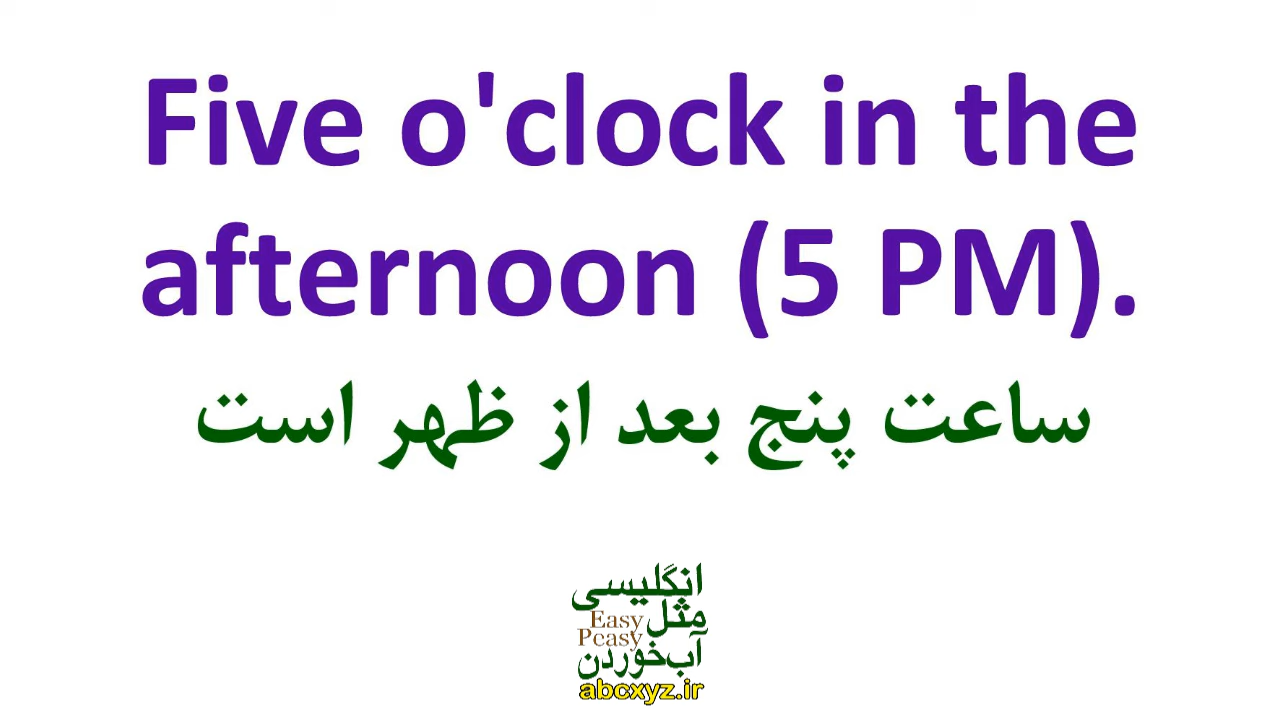 Five o'clock in the
afternoon (5 PM).
ساعت پنج بعد از ظهر است
انگلیسی
مثل
Easy
Peasy
آب‌خوردن
abcxyz.ir